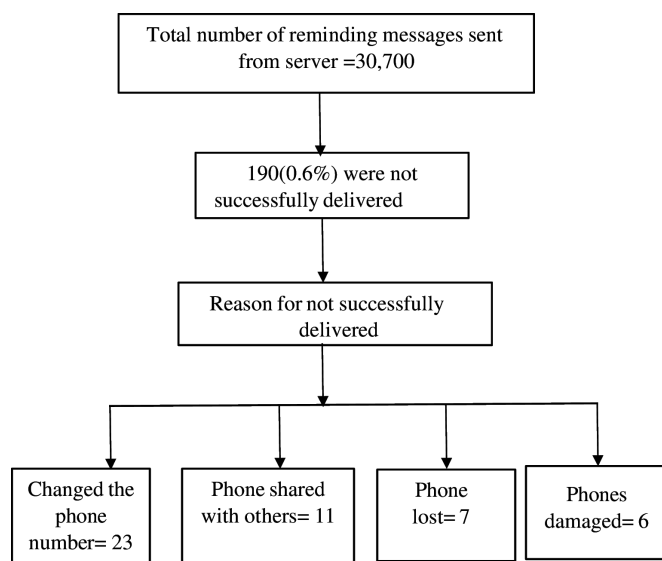 Total number of reminding messages sent
from server =30,700
190(0.6%) were not
successfully delivered
Reason for not successfully
delivered
Changed the
phone
number= 23
Phone shared
with others= 11
Phone
lost= 7
Phones
damaged= 6